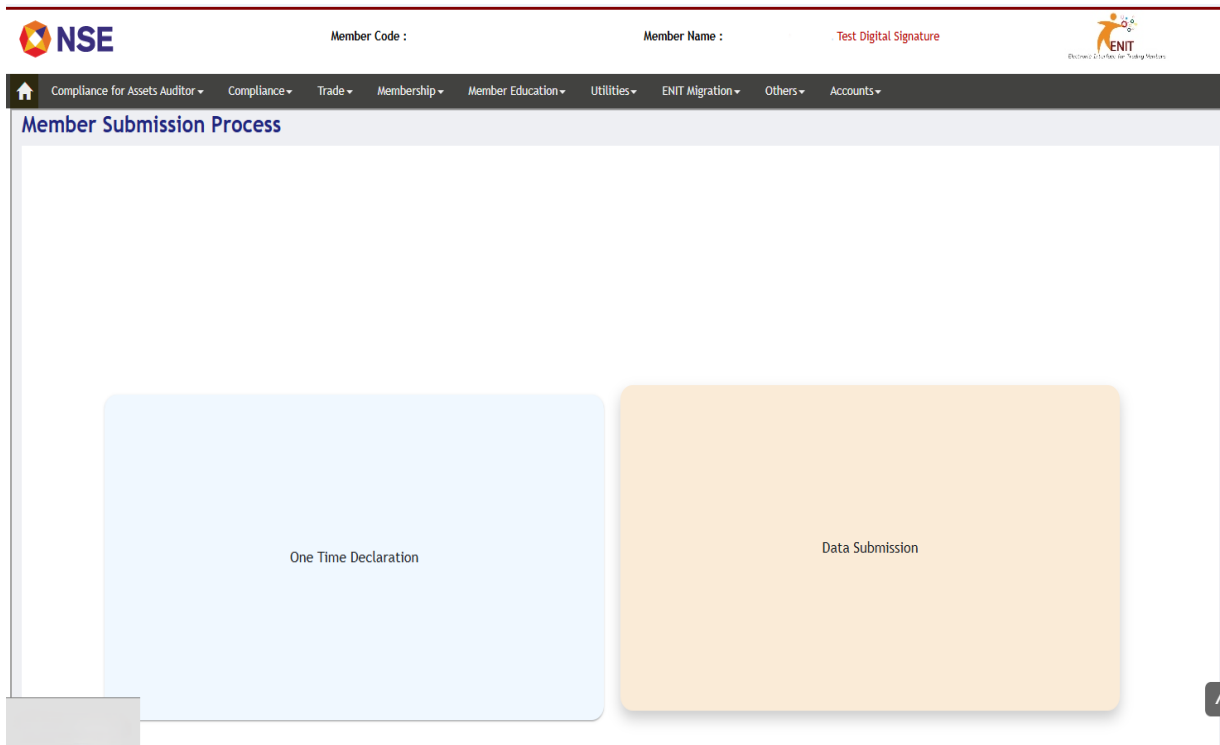 NSE
Member Code :
Member Name :
Test Digital Signature
ENIT
Compliance for Assets Auditor
Compliance
Trade
Membership
Member Education
Utilities
ENIT Migration
Others
Accounts
Member Submission Process
One Time Declaration
Data Submission